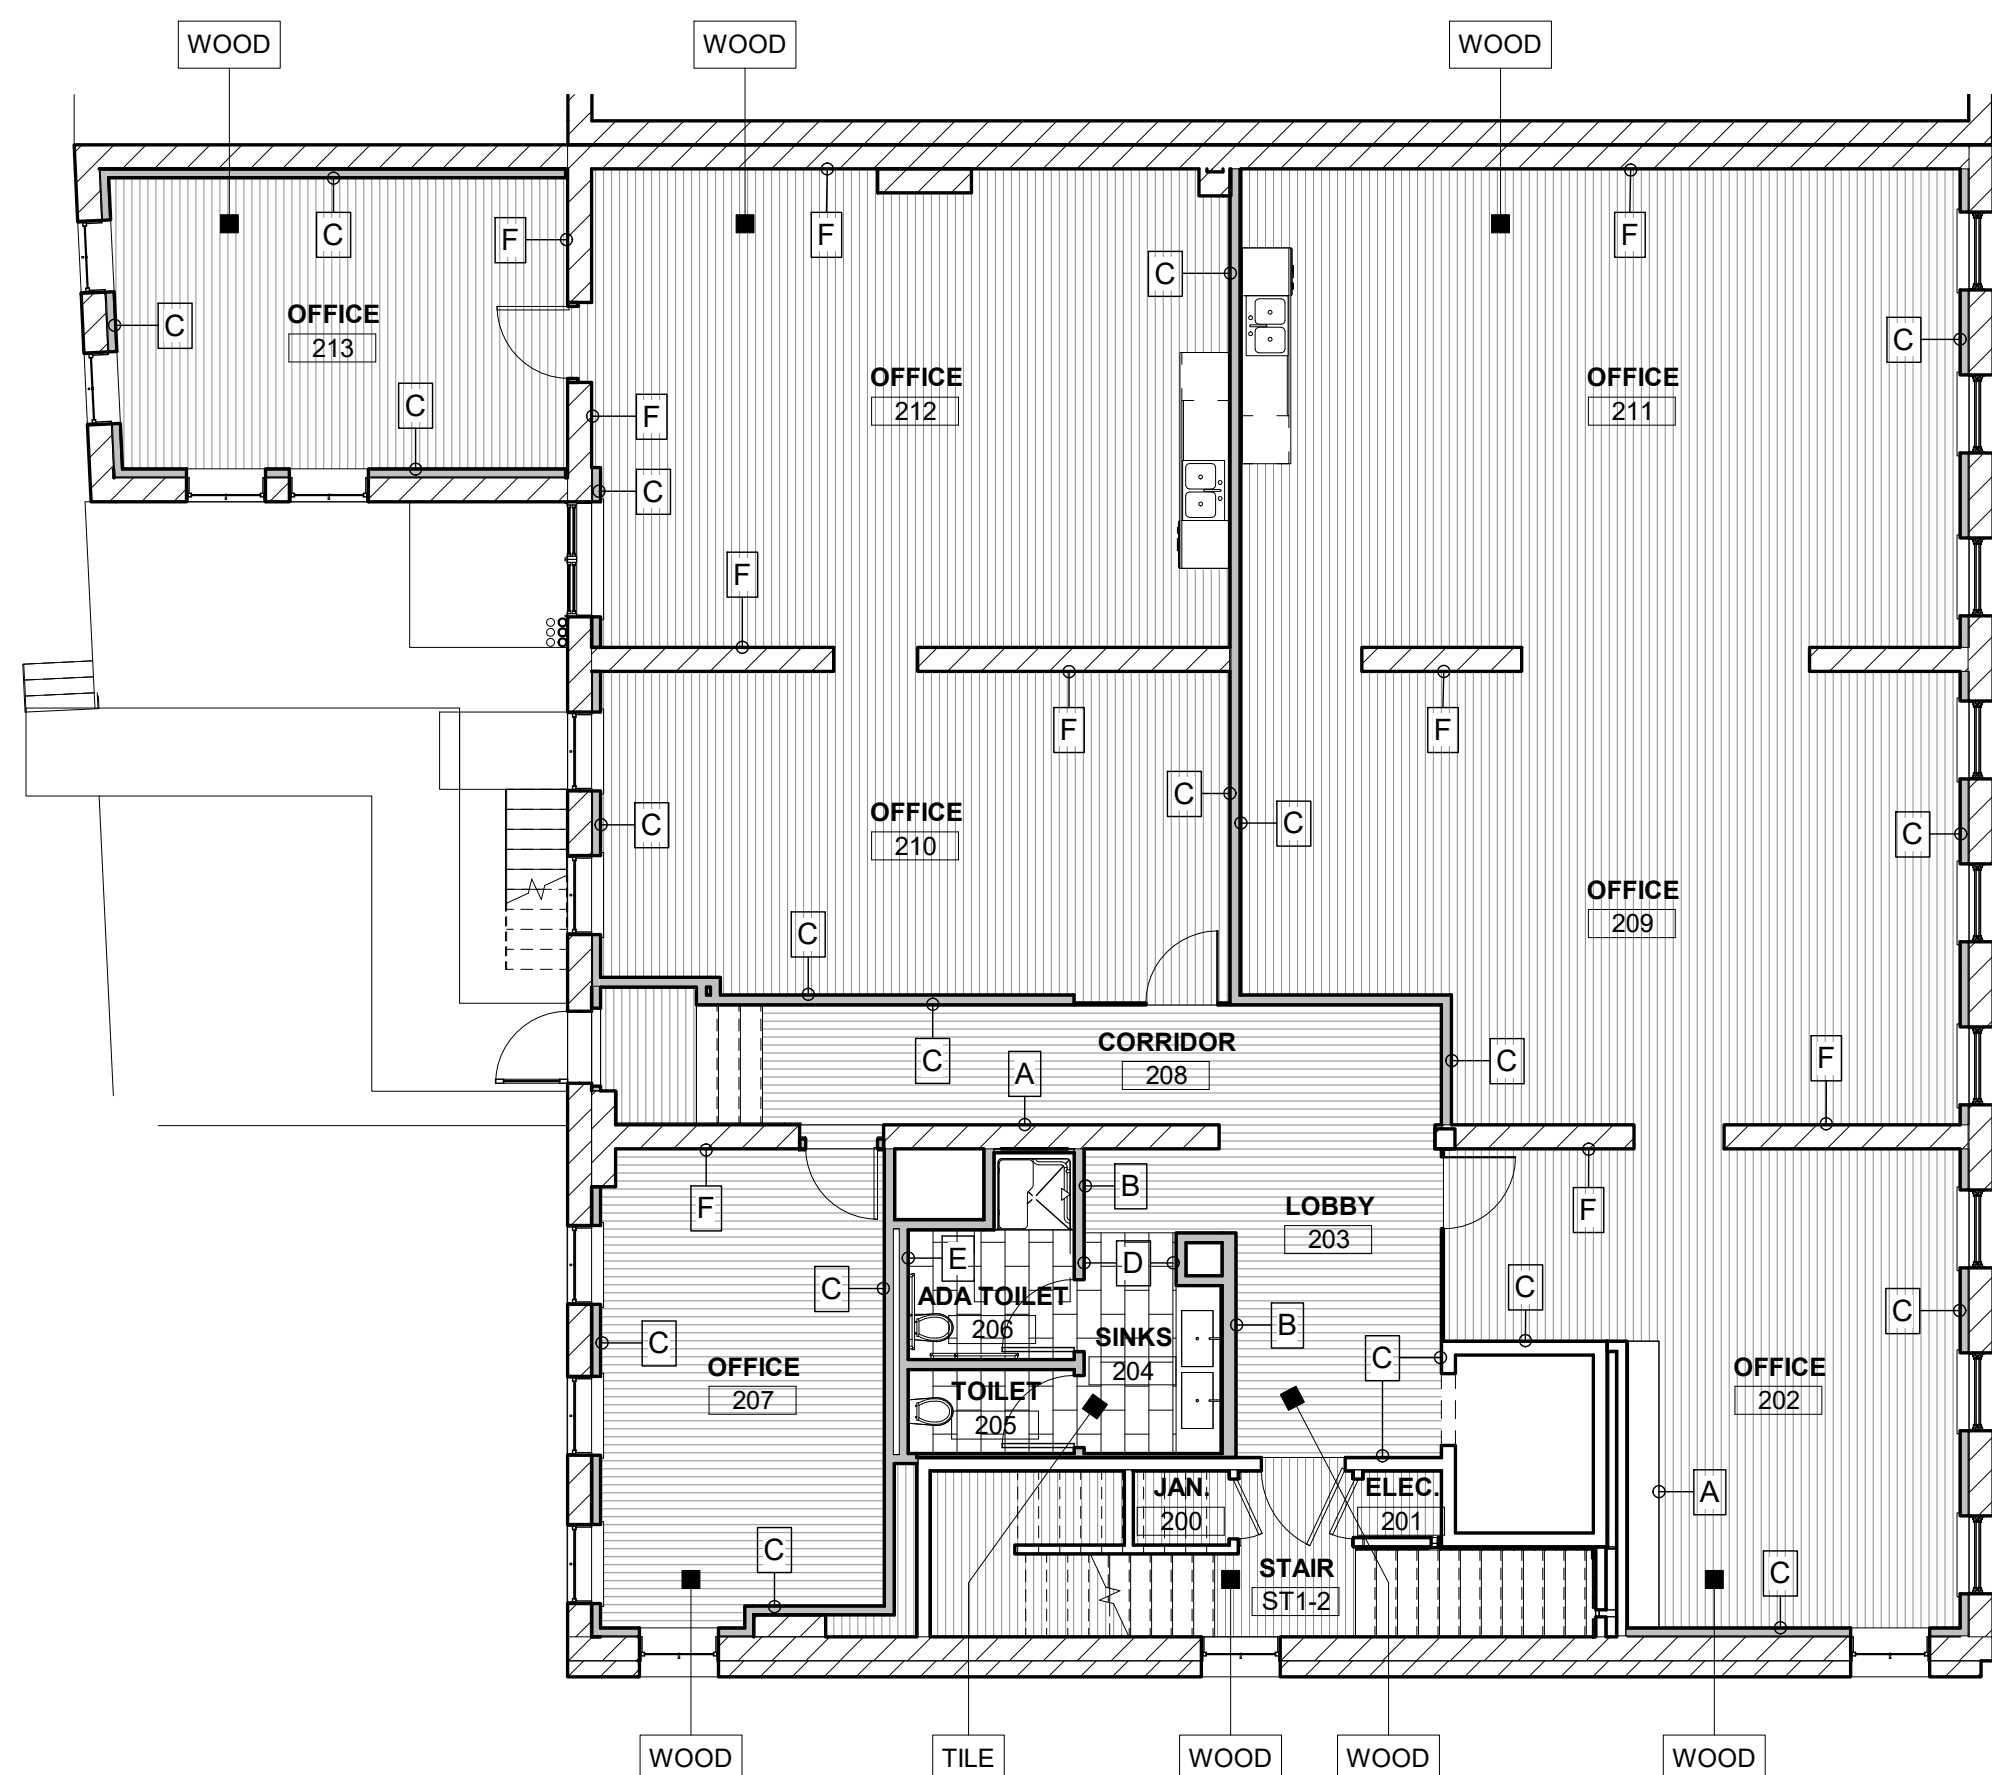 WOOD
WOOD
WOOD
C
F
F
F
C
C
OFFICE
213
C
C
OFFICE
212
OFFICE
211
C
F
C
F
F
F
C
C
C
C
OFFICE
210
C
OFFICE
209
C
CORRIDOR
208
C
A
C
F
B
F
F
LOBBY
203
E
D
C
C
ADA TOILET
206
B
C
SINKS
204
C
C
OFFICE
207
TOILET
205
OFFICE
202
JAN.
200
ELEC.
201
A
C
STAIR
ST1-2
C
WOOD
TILE
WOOD
WOOD
WOOD